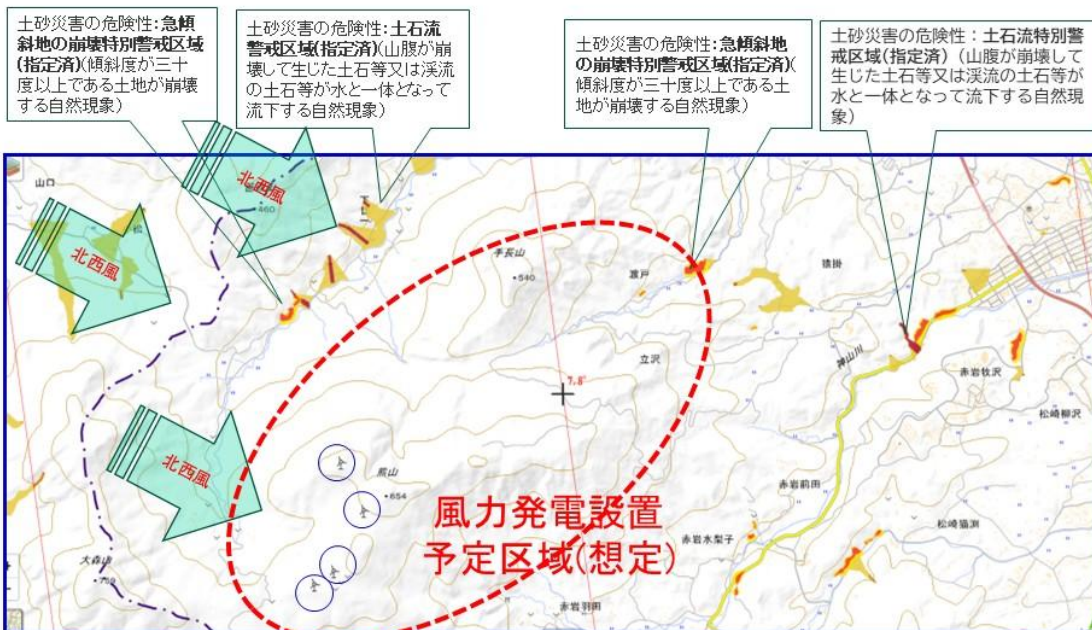 土砂災害の危険性:急傾
斜地の崩壊特別警戒区域
(指定済)(傾斜度が三十
度以上である土地が崩壊
する自然現象)
土砂災害の危険性:土石流
警戒区域(指定済)(山腹が崩
壊して生じた土石等又は渓流
の土石等が水と一体となって
流下する自然現象)
土砂災害の危険性:急傾斜地
の崩壊特別警戒区域(指定済)(
傾斜度が三十度以上である土
地が崩壊する自然現象)
土砂災害の危険性：土石流特別警
戒区域(指定済)（山腹が崩壊して
生じた土石等又は渓流の土石等が
水と一体となって流下する自然現
象）
山口
北西風
460
北西風
松
手長山
540
渡戸
猿掛
立沢
7.8°
神山川
赤岩牧沢
松崎柳沢
北西風
熊山
654
風力発電設置
予定区域(想定)
赤岩前田
松崎猫渕
赤岩水梨子
大森山
赤岩羽田